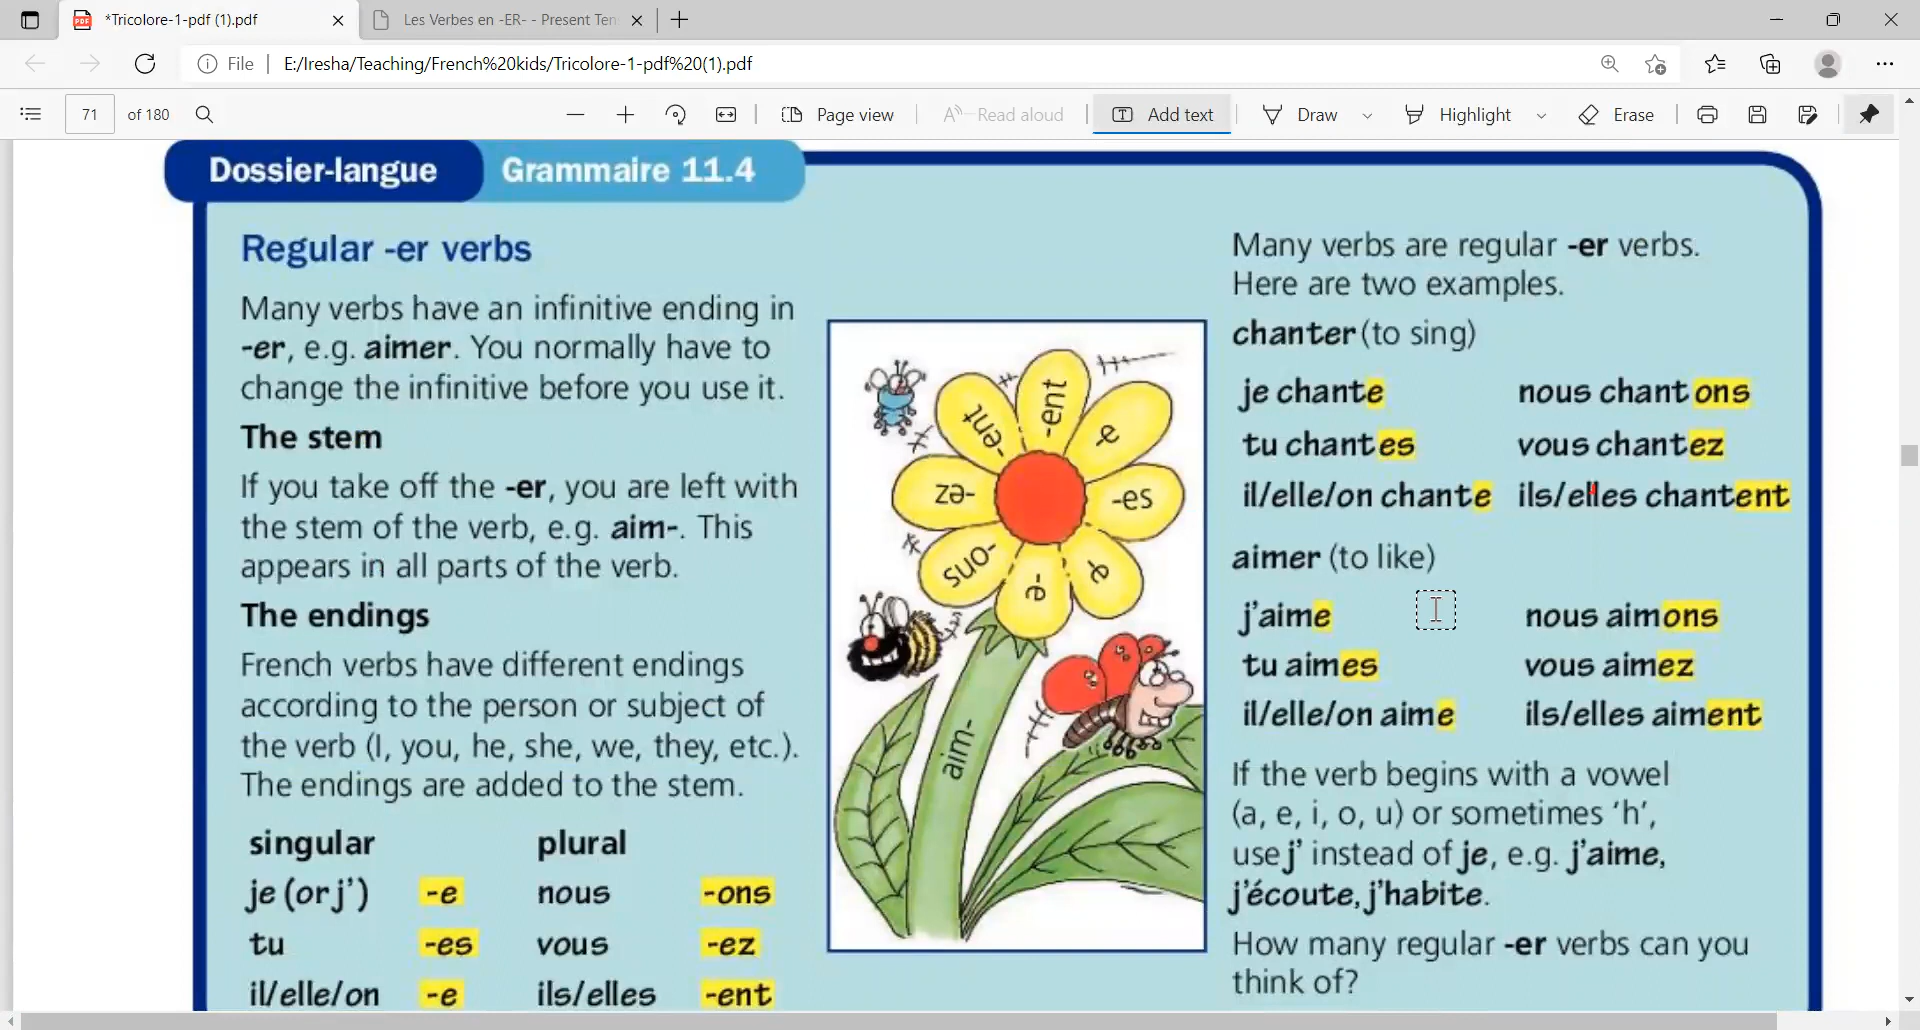 *Tricolore-1-pdf (1).pdf
Les Verbes en -ER- - Present Ten
File
E:/Iresha/Teaching/French%20kids/Tricolore-1-pdf%20(1).pdf
71 of 180
Page view
Read aloud
Add text
Draw
Highlight
Erase
Dossier-langue Grammaire 11.4
Regular -er verbs
Many verbs have an infinitive ending in
-er, e.g. aimer. You normally have to
change the infinitive before you use it.
The stem
If you take off the -er, you are left with
the stem of the verb, e.g. aim-. This
appears in all parts of the verb.
The endings
French verbs have different endings
according to the person or subject of
the verb (I, you, he, she, we, they, etc.).
The endings are added to the stem.
singular plural
je (or j') -e nous -ons
tu -es vous -ez
il/elle/on -e ils/elles -ent
-ent
-ent
-e
-es
-ez
-e
-ons
-e
aim-
Many verbs are regular -er verbs.
Here are two examples.
chanter (to sing)
je chante nous chantons
tu chantes vous chantez
il/elle/on chante ils/elles chantent
aimer (to like)
j'aime nous aimons
tu aimes vous aimez
il/elle/on aime ils/elles aiment
If the verb begins with a vowel
(a, e, i, o, u) or sometimes 'h',
use j' instead of je, e.g. j'aime,
j'écoute, j'habite.
How many regular -er verbs can you
think of?